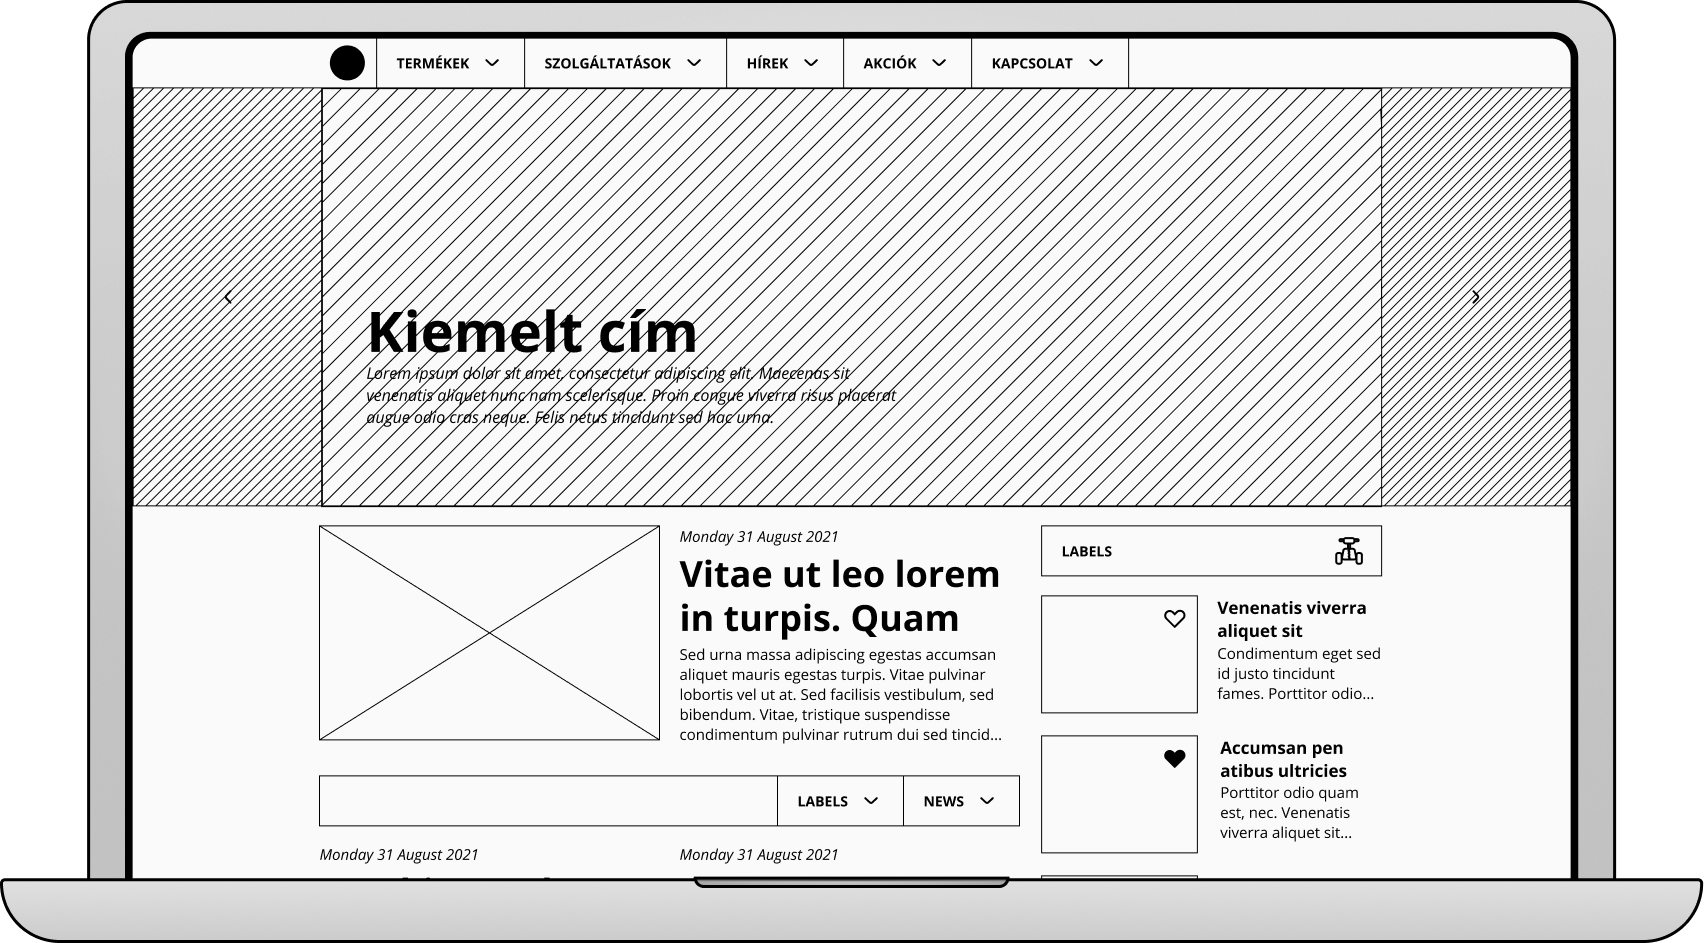 TERMÉKEK
SZOLGÁLTATÁSOK
HÍREK
AKCIÓK
KAPCSOLAT
Kiemelt cím
Lorem ipsum dolor sit amet, consectetur adipiscing elit. Maecenas sit
venenatis aliquet nunc nam scelerisque. Proin congue viverra risus placerat
augue odio cras neque. Felis netus tincidunt sed hac urna.
Monday 31 August 2021
Vitae ut leo lorem
in turpis. Quam
Sed urna massa adipiscing egestas accumsan
aliquet mauris egestas turpis. Vitae pulvinar
lobortis vel ut at. Sed facilisis vestibulum, sed
bibendum. Vitae, tristique suspendisse
condimentum pulvinar rutrum dui sed tincid...
LABELS
NEWS
Monday 31 August 2021
Monday 31 August 2021
LABELS
Venenatis viverra
aliquet sit
Condimentum eget sed
id justo tincidunt
fames. Porttitor odio...
Accumsan pen
atibus ultricies
Porttitor odio quam
est, nec. Venenatis
viverra aliquet sit...